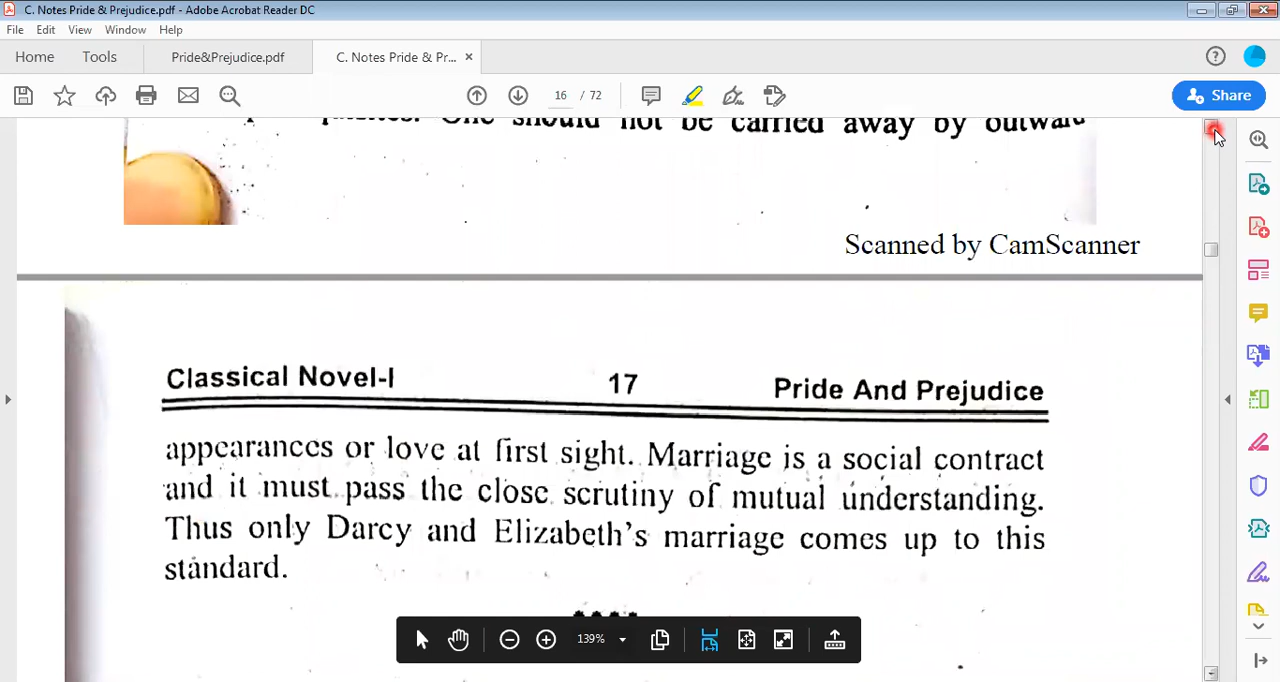 C. Notes Pride & Prejudice.pdf - Adobe Acrobat Reader DC
File Edit View Window Help
Home Tools Pride&Prejudice.pdf C. Notes Pride & Pr... ×
16 / 72
Share
One should not be carried away by outward
Scanned by CamScanner
Classical Novel-I 17 Pride And Prejudice
appearances or love at first sight. Marriage is a social contract
and it must pass the close scrutiny of mutual understanding.
Thus only Darcy and Elizabeth's marriage comes up to this
standard.
139%